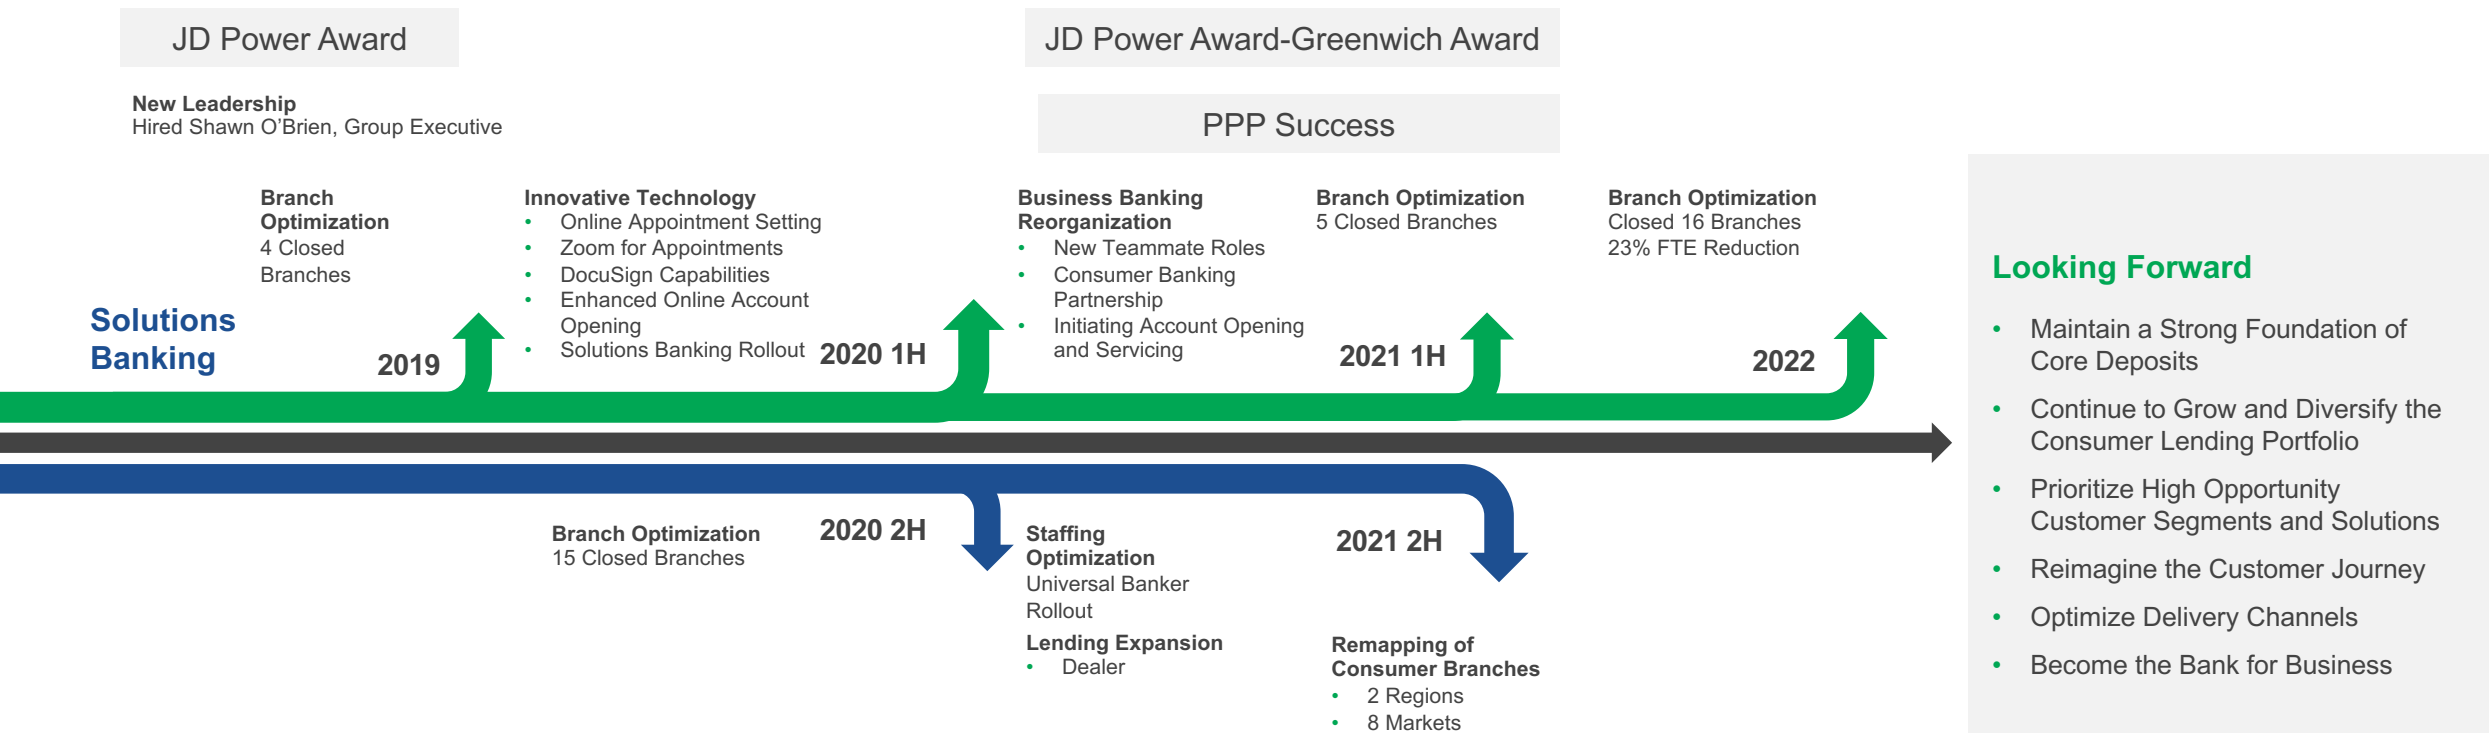 JD Power Award
JD Power Award-Greenwich Award
New Leadership
Hired Shawn O’Brien, Group Executive
PPP Success
Branch
Optimization
4 Closed
Branches
Innovative Technology
• Online Appointment Setting
• Zoom for Appointments
• DocuSign Capabilities
• Enhanced Online Account
Opening
• Solutions Banking Rollout
Business Banking
Reorganization
• New Teammate Roles
• Consumer Banking
Partnership
• Initiating Account Opening
and Servicing
Branch Optimization
5 Closed Branches
Branch Optimization
Closed 16 Branches
23% FTE Reduction
Solutions
Banking
2019
2020 1H
2021 1H
2022
Branch Optimization
15 Closed Branches
2020 2H
Staffing
Optimization
Universal Banker
Rollout
Lending Expansion
• Dealer
2021 2H
Remapping of
Consumer Branches
• 2 Regions
• 8 Markets
Looking Forward
• Maintain a Strong Foundation of
Core Deposits
• Continue to Grow and Diversify the
Consumer Lending Portfolio
• Prioritize High Opportunity
Customer Segments and Solutions
• Reimagine the Customer Journey
• Optimize Delivery Channels
• Become the Bank for Business